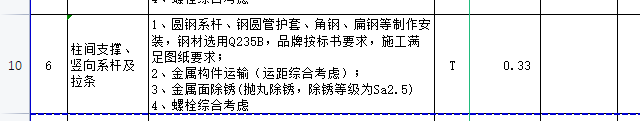 4、螺栓综合考虑
10
6
柱间支撑、
竖向系杆及
拉条
1、圆钢系杆、钢圆管护套、角钢、扁钢等制作安
装，钢材选用Q235B，品牌按标书要求，施工满
足图纸要求；
2、金属构件运输（运距综合考虑）；
3、金属面除锈(抛丸除锈，除锈等级为Sa2.5)
4、螺栓综合考虑
T
0.33